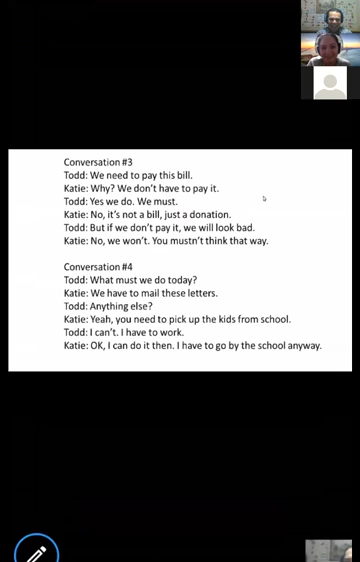 Conversation #3
Todd: We need to pay this bill.
Katie: Why? We don't have to pay it.
Todd: Yes we do. We must.
Katie: No, it's not a bill, just a donation.
Todd: But if we don't pay it, we will look bad.
Katie: No, we won't. You mustn't think that way.
Conversation #4
Todd: What must we do today?
Katie: We have to mail these letters.
Todd: Anything else?
Katie: Yeah, you need to pick up the kids from school.
Todd: I can't. I have to work.
Katie: OK, I can do it then. I have to go by the school anyway.